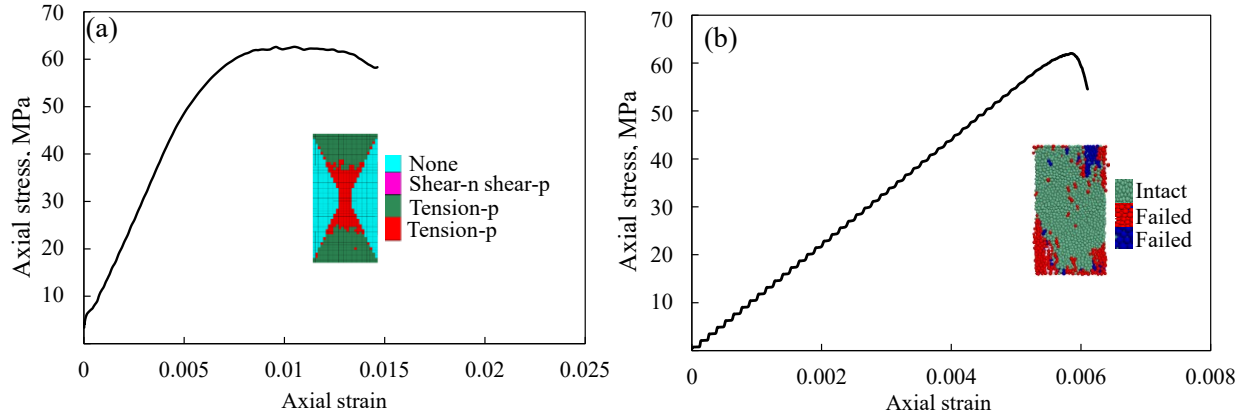 (a)
Axial stress, MPa
70
60
50
40
30
20
10
0
0.005
0.01
0.015
0.02
0.025
Axial strain
None
Shear-n shear-p
Tension-p
Tension-p
(b)
Axial stress, MPa
70
60
50
40
30
20
10
0
0.002
0.004
0.006
0.008
Axial strain
Intact
Failed
Failed